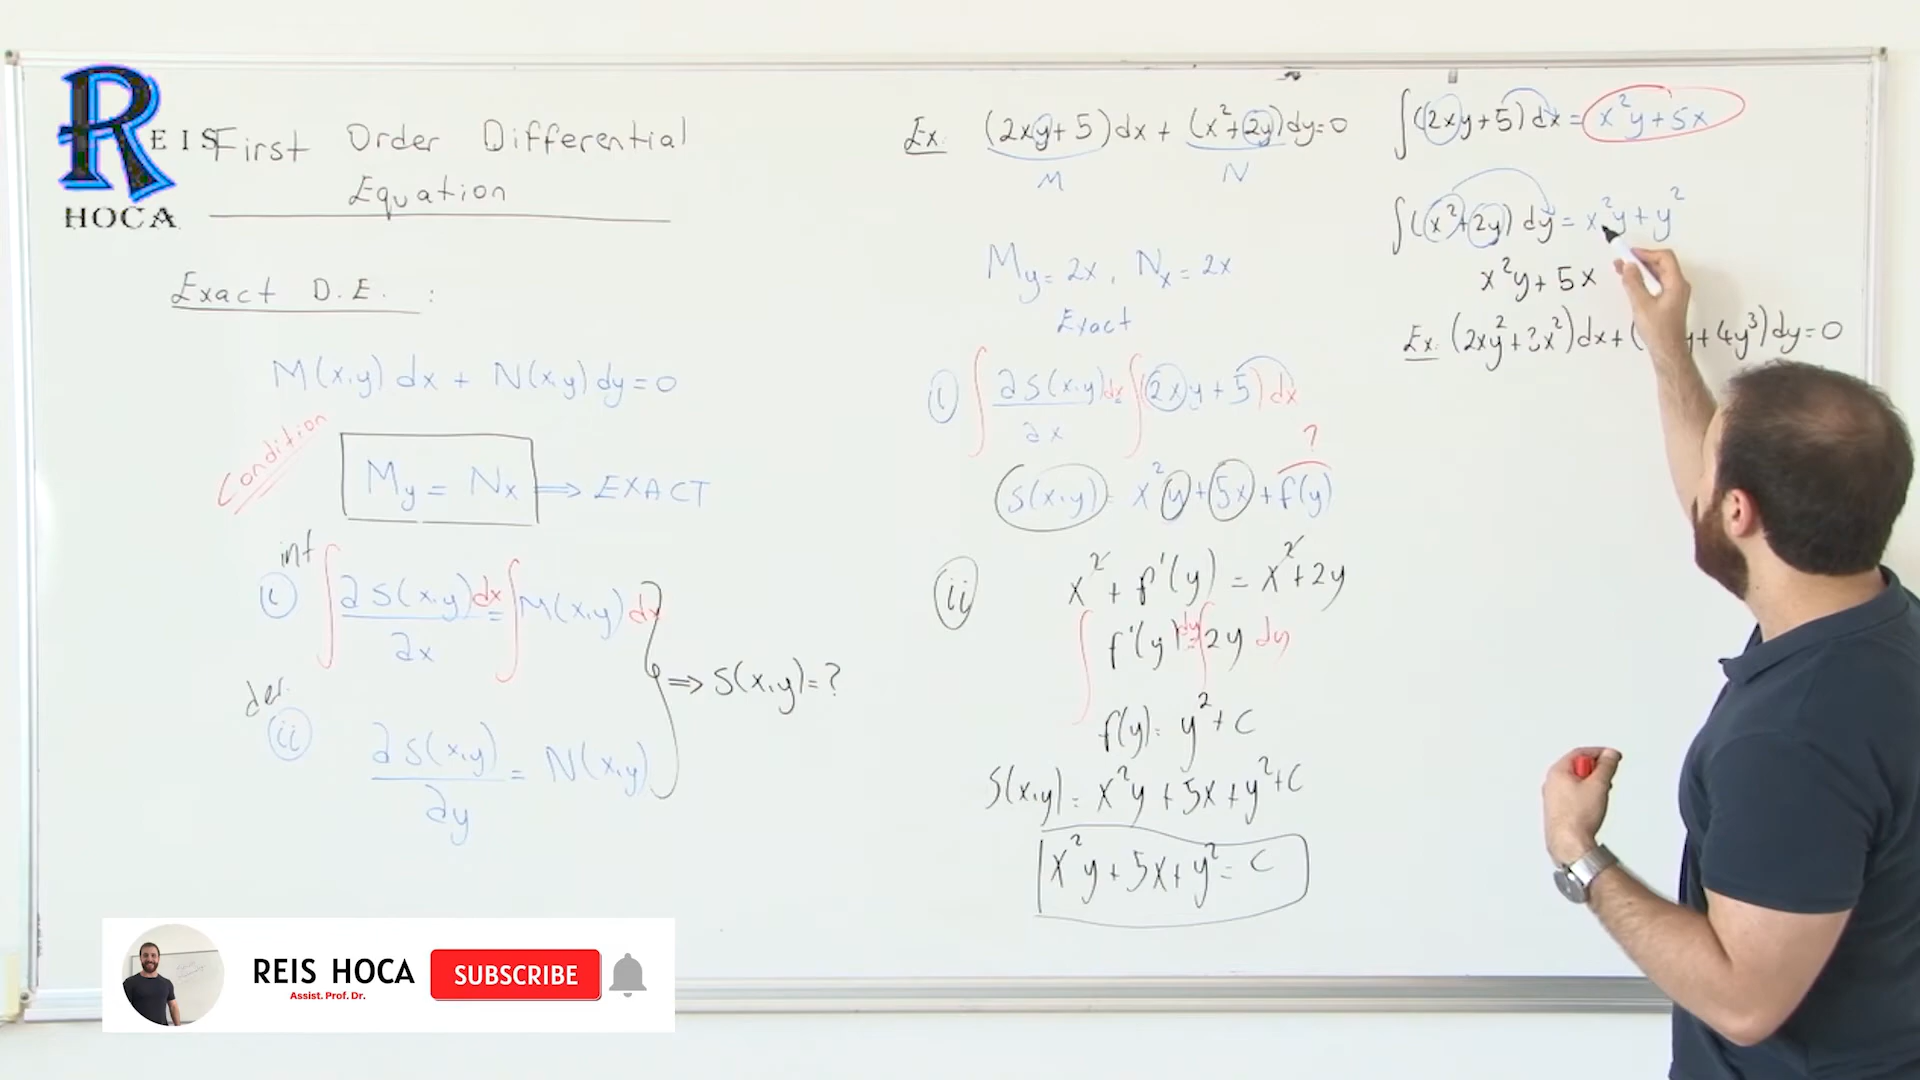 R
EIS
HOCA
First Order Differential
Equation
Exact D.E. :
M(x,y) dx + N(x,y) dy = 0
Condition
My = Nx ⟹ EXACT
int
i ∫ ∂S(x,y)/∂x dx = ∫ M(x,y) dx
der.
ii ∂S(x,y)/∂y = N(x,y)
⟹ S(x,y) = ?
Ex: (2xy + 5) dx + (x² + 2y) dy = 0
M N
My = 2x , Nx = 2x
Exact
i ∫ ∂S(x,y)/∂x dx = ∫ (2xy + 5) dx
?
S(x,y) = x²y + 5x + f(y)
ii x² + f'(y) = x² + 2y
∫ f'(y) dy = ∫ 2y dy
f(y) = y² + C
S(x,y) = x²y + 5x + y² + C
x²y + 5x + y² = C
∫ (2xy + 5) dx = x²y + 5x
∫ (x² + 2y) dy = x²y + y²
x²y + 5x
Ex: (2xy² + 3x²) dx + ( y + 4y³) dy = 0
REIS HOCA
Assist. Prof. Dr.
SUBSCRIBE